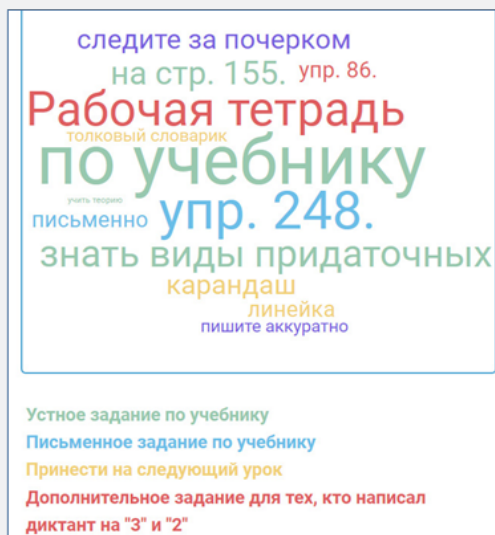 следите за почерком
на стр. 155. упр. 86.
Рабочая тетрадь
толковый словарик
по учебнику
учить теорию
письменно упр. 248.
знать виды придаточных
карандаш
линейка
пишите аккуратно
Устное задание по учебнику
Письменное задание по учебнику
Принести на следующий урок
Дополнительное задание для тех, кто написал
диктант на "3" и "2"